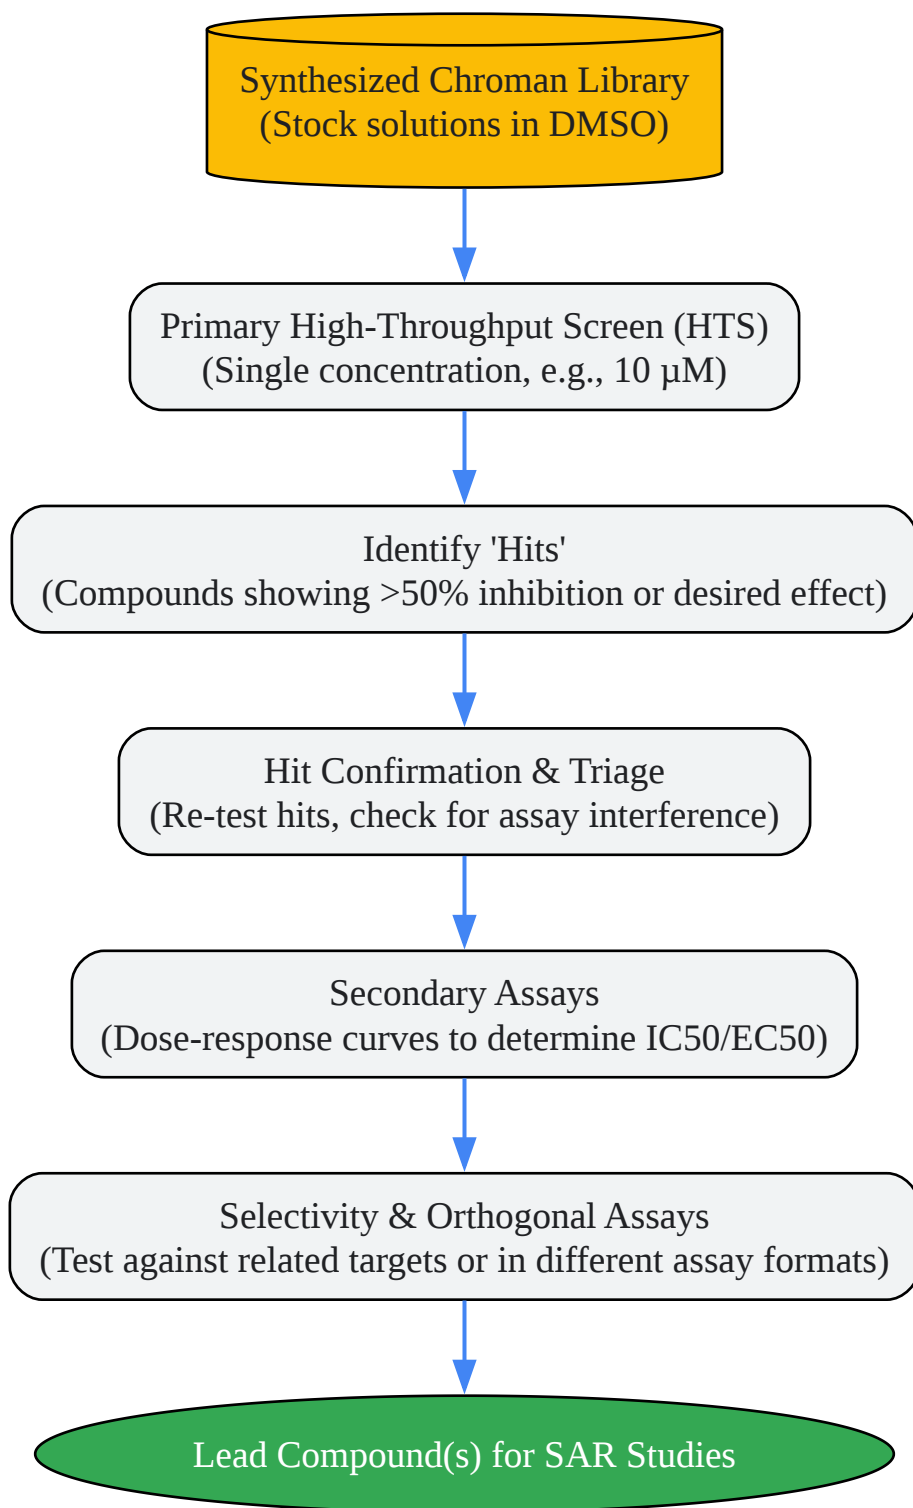 Synthesized Chroman Library
(Stock solutions in DMSO)
Primary High-Throughput Screen (HTS)
(Single concentration, e.g., 10 µM)
Identify 'Hits'
(Compounds showing >50% inhibition or desired effect)
Hit Confirmation & Triage
(Re-test hits, check for assay interference)
Secondary Assays
(Dose-response curves to determine IC50/EC50)
Selectivity & Orthogonal Assays
(Test against related targets or in different assay formats)
Lead Compound(s) for SAR Studies